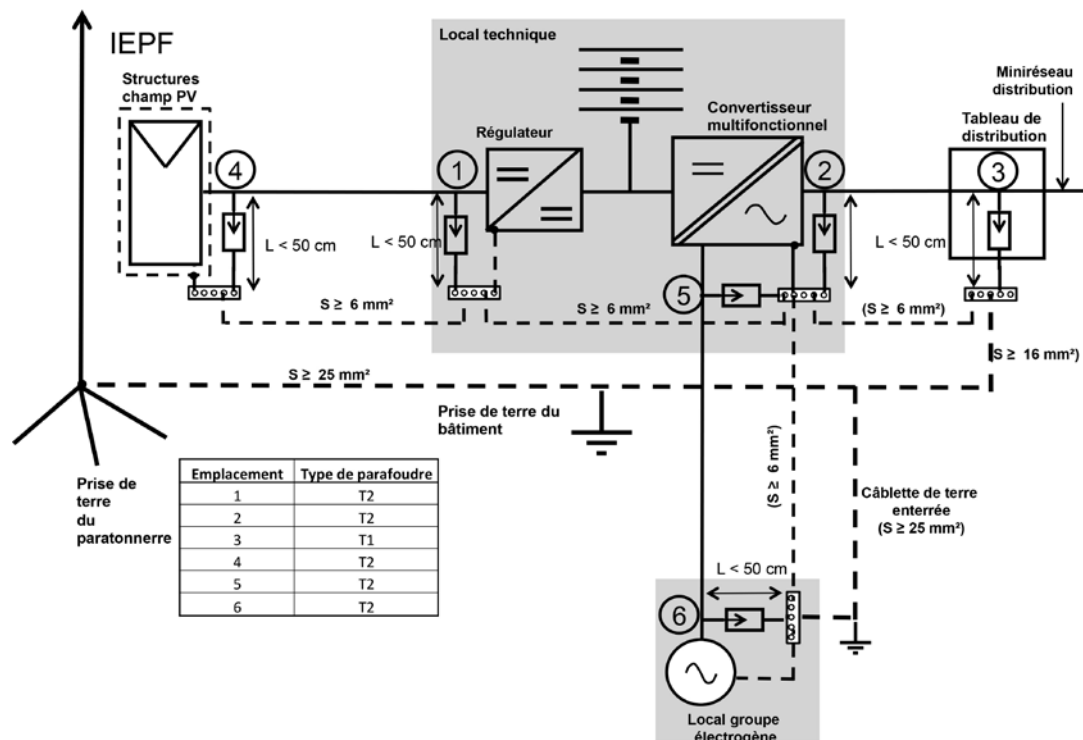 IEPF
Structures
champ PV
Local technique
Régulateur
Convertisseur
multifonctionnel
Miniréseau
distribution
Tableau de
distribution
4
1
2
3
L < 50 cm
L < 50 cm
L < 50 cm
5
S ≥ 6 mm²
S ≥ 6 mm²
(S ≥ 6 mm²)
S ≥ 16 mm²)
S ≥ 25 mm²
Prise de terre du
bâtiment
(S ≥ 6 mm²)
Câblette de terre
enterrée
(S ≥ 25 mm²)
Prise de
terre
du
paratonnerre
Emplacement Type de parafoudre
1 T2
2 T2
3 T1
4 T2
5 T2
6 T2
L < 50 cm
6
Local groupe
électrogène